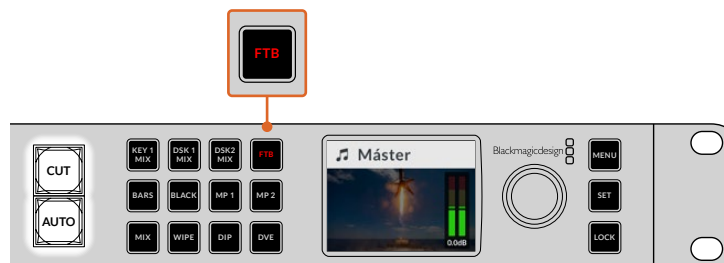 FTB
CUT
AUTO
KEY 1 MIX
DSK 1 MIX
DSK2 MIX
FTB
BARS
BLACK
MP 1
MP 2
MIX
WIPE
DIP
DVE
Máster
0.0dB
Blackmagicdesign
MENU
SET
LOCK